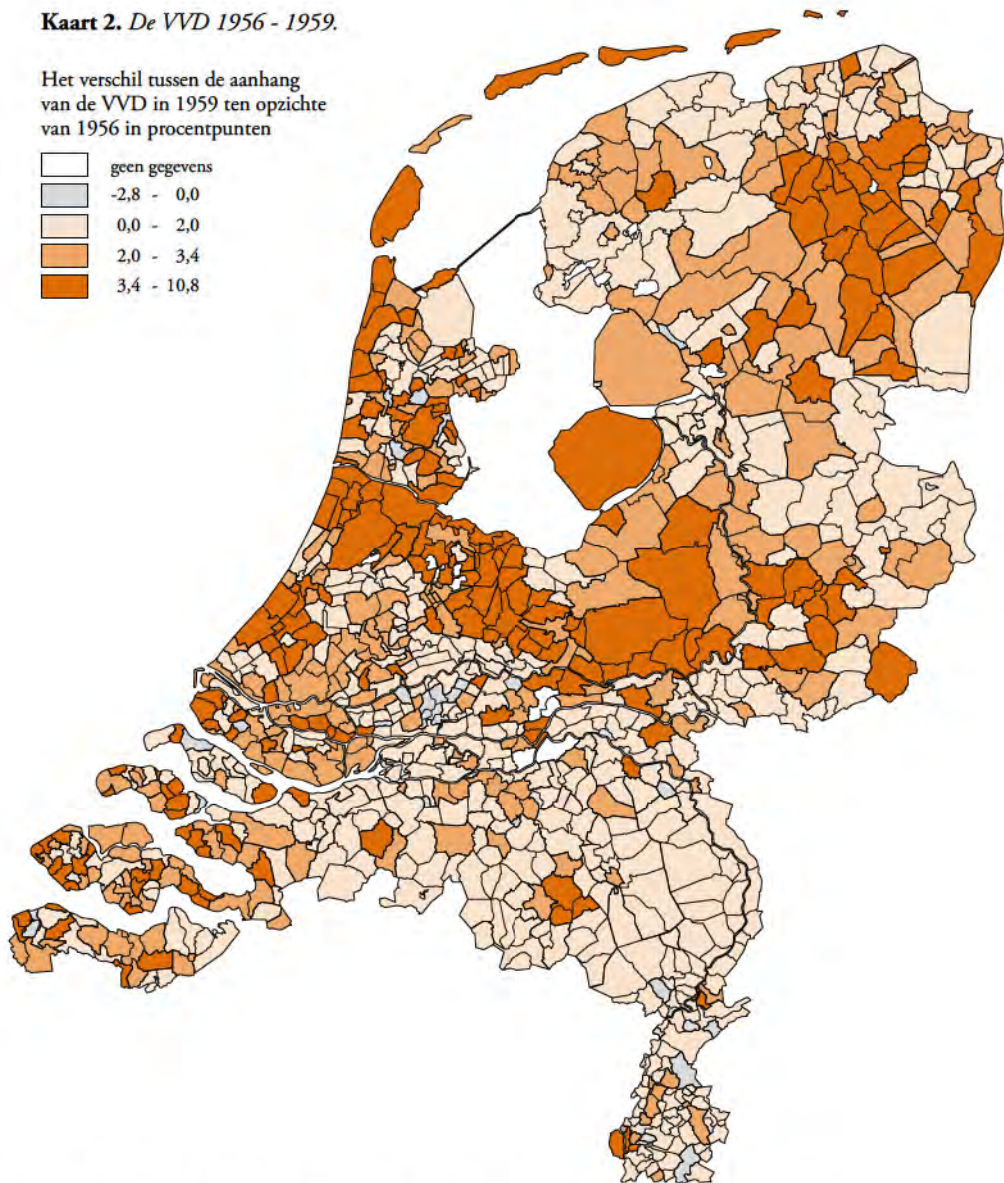 Kaart 2. De VVD 1956 - 1959.
Het verschil tussen de aanhang
van de VVD in 1959 ten opzichte
van 1956 in procentpunten
geen gegevens
-2,8 - 0,0
0,0 - 2,0
2,0 - 3,4
3,4 - 10,8